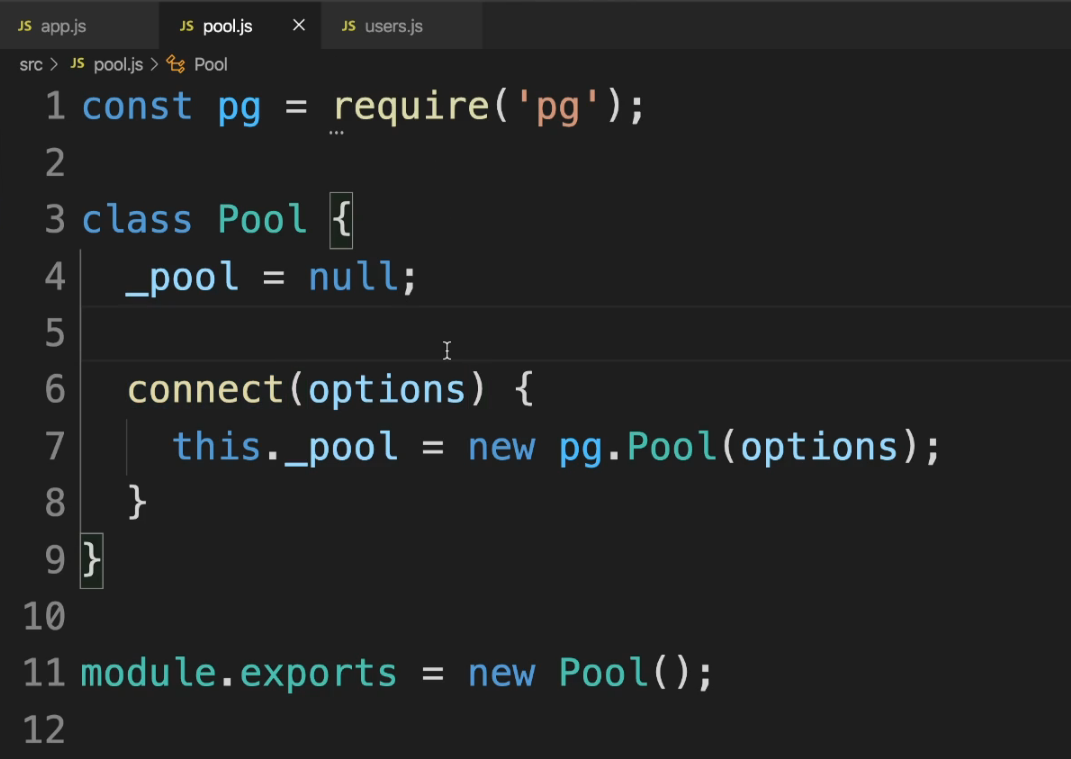 JS app.js JS pool.js × JS users.js
src > JS pool.js > Pool
1 const pg = require('pg');
2
3 class Pool {
4   _pool = null;
5
6   connect(options) {
7     this._pool = new pg.Pool(options);
8   }
9 }
10
11 module.exports = new Pool();
12